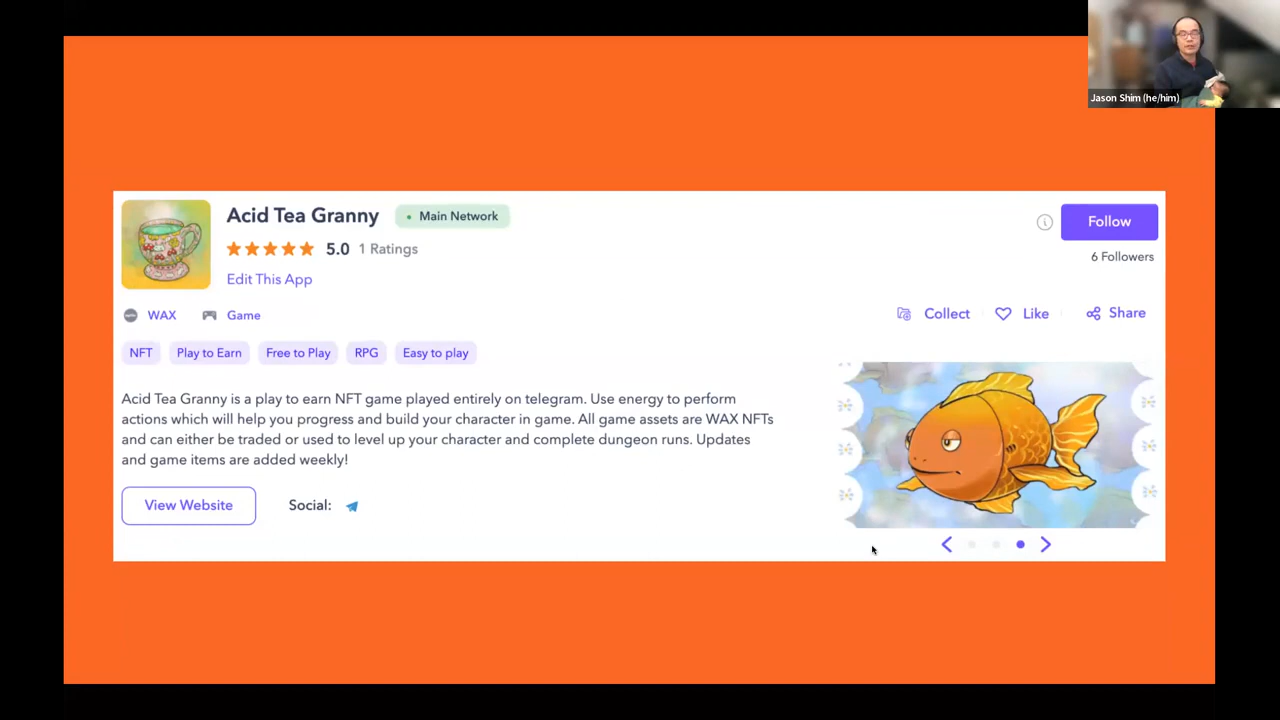 Jason Shim (he/him)
Acid Tea Granny
Main Network
Follow
5.0 1 Ratings
6 Followers
Edit This App
WAX Game
Collect Like Share
NFT Play to Earn Free to Play RPG Easy to play
Acid Tea Granny is a play to earn NFT game played entirely on telegram. Use energy to perform
actions which will help you progress and build your character in game. All game assets are WAX NFTs
and can either be traded or used to level up your character and complete dungeon runs. Updates
and game items are added weekly!
View Website
Social: